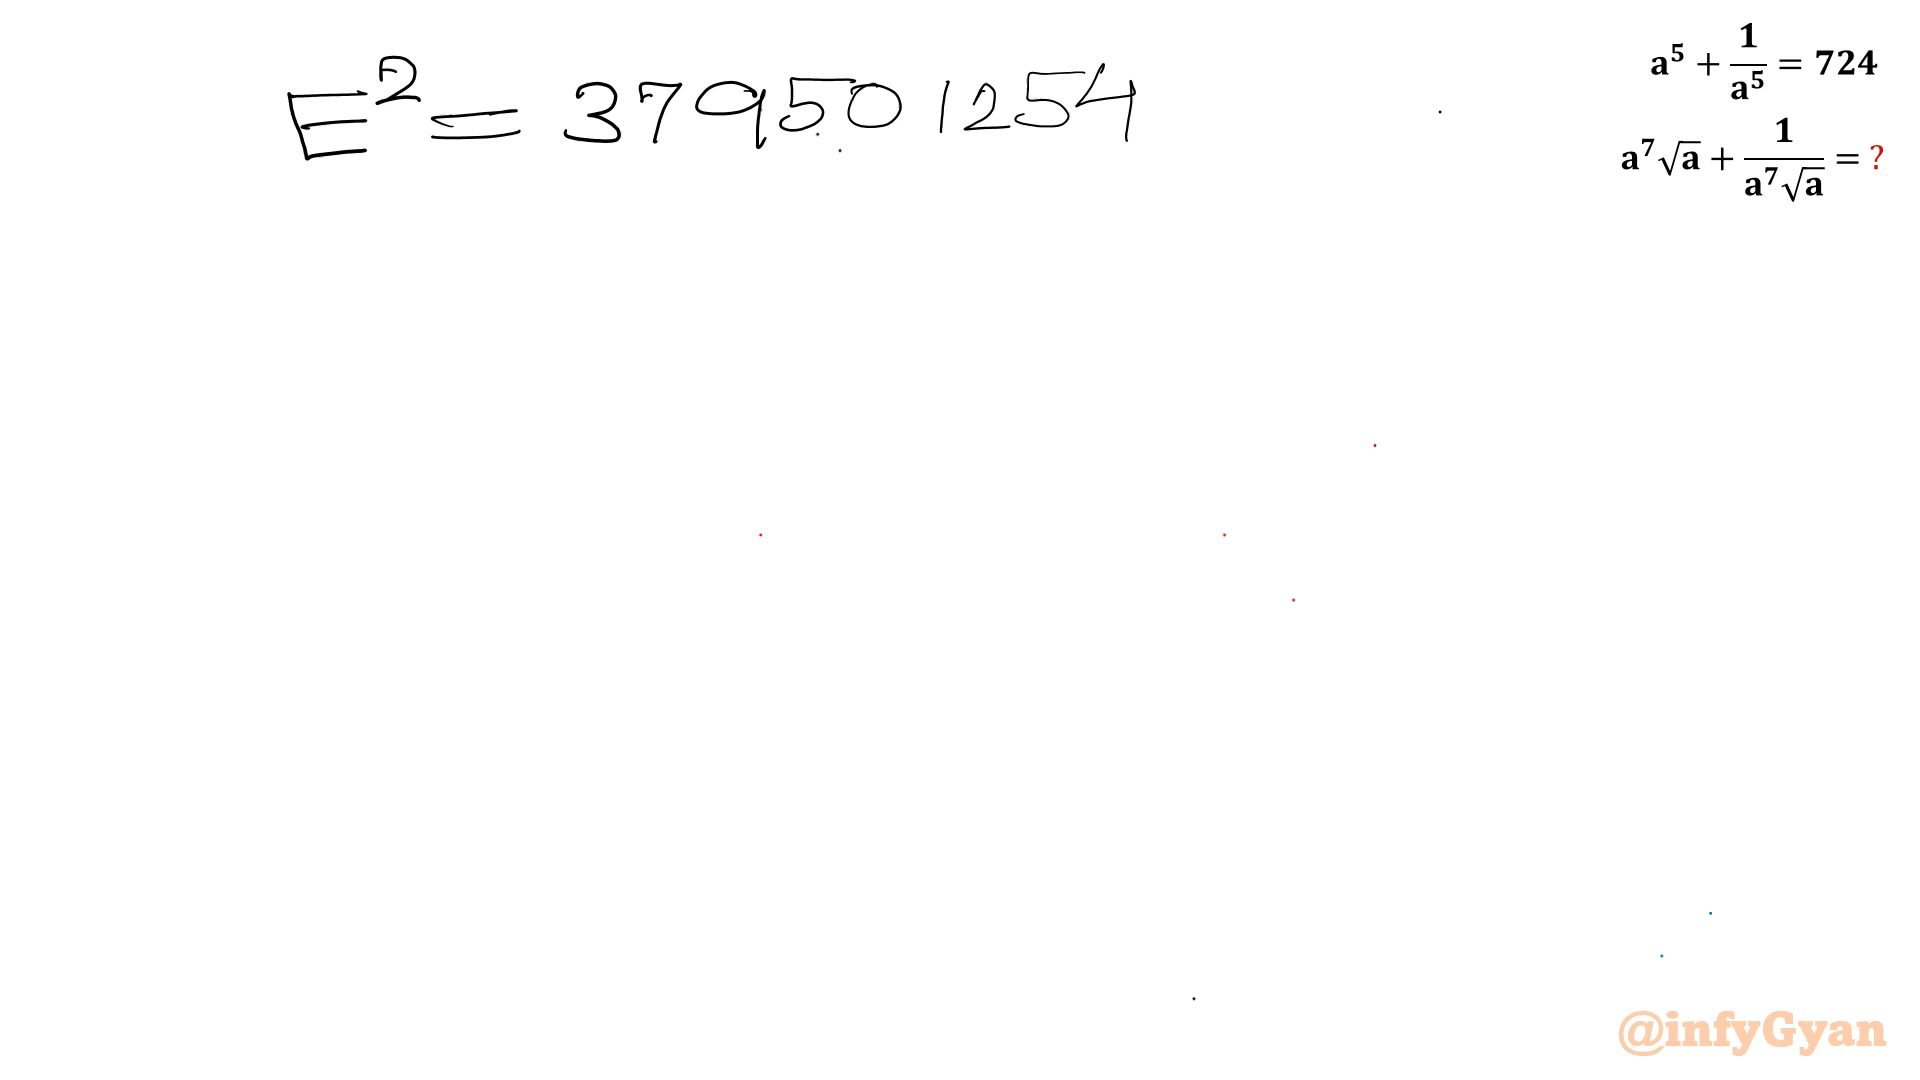 E² = 379501254
a⁵ + 1/a⁵ = 724
a⁷√a + 1/(a⁷√a) = ?
@infyGyan